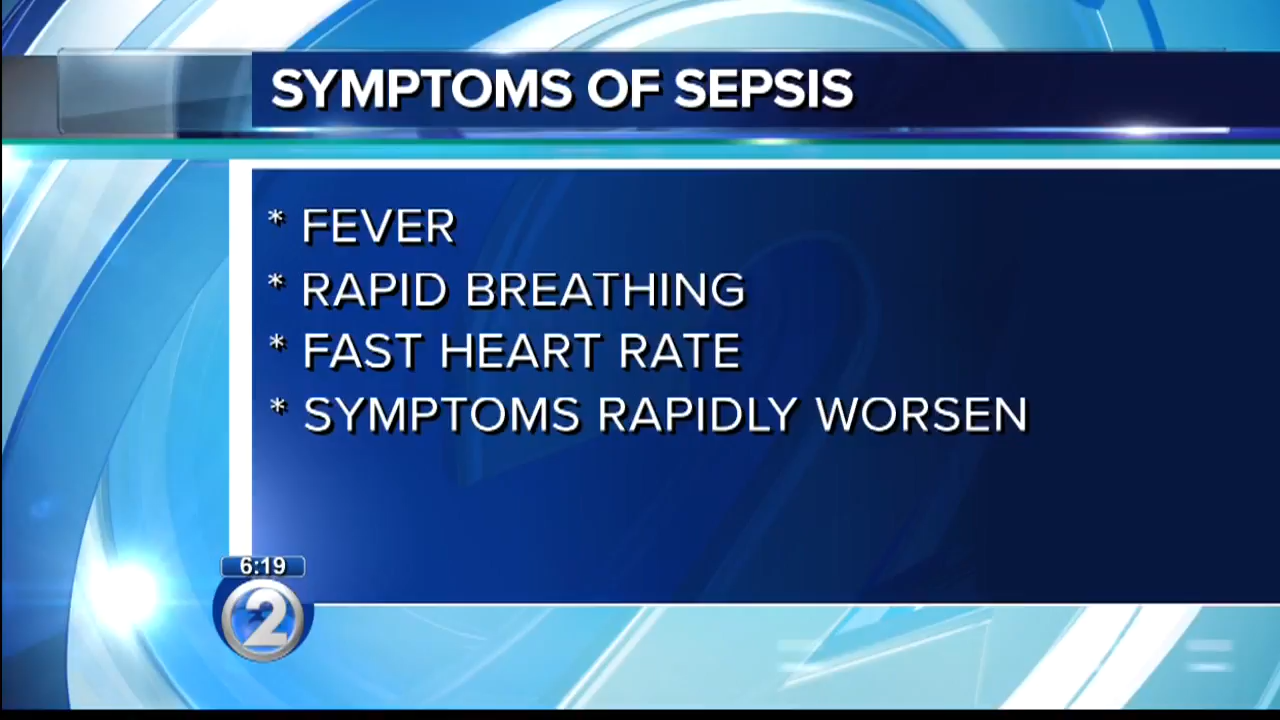 SYMPTOMS OF SEPSIS
* FEVER
* RAPID BREATHING
* FAST HEART RATE
* SYMPTOMS RAPIDLY WORSEN
6:19
2